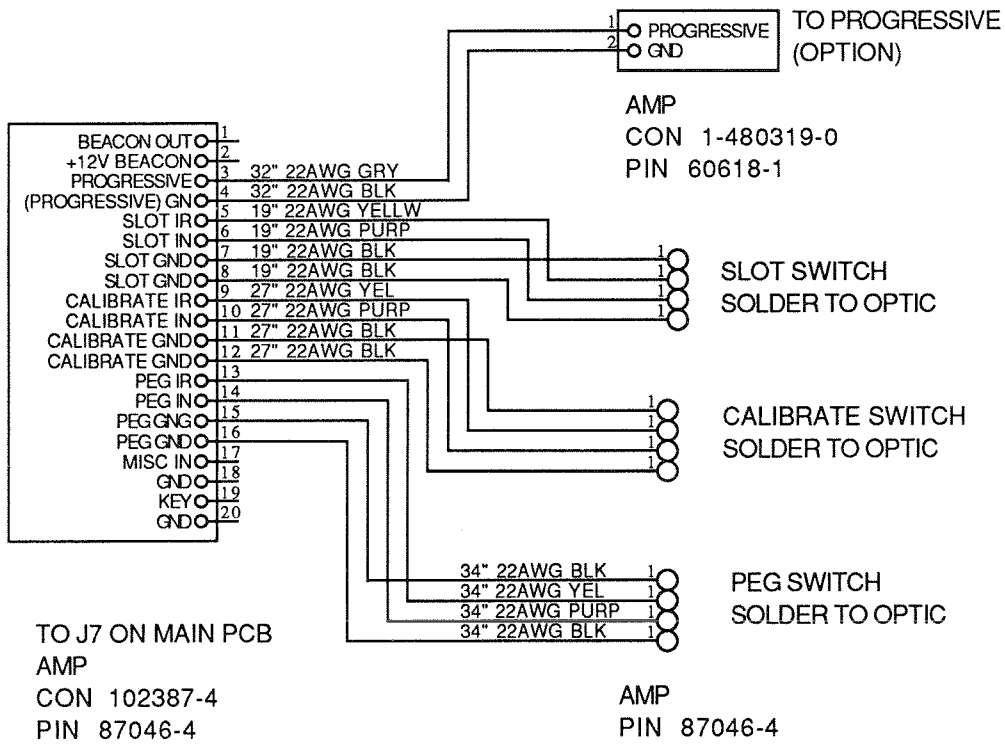 1 PROGRESSIVE
2 GND
TO PROGRESSIVE
(OPTION)
AMP
CON 1-480319-0
PIN 60618-1
BEACON OUT 1
+12V BEACON 2
PROGRESSIVE 3 32" 22AWG GRY
(PROGRESSIVE) GN 4 32" 22AWG BLK
SLOT IR 5 19" 22AWG YELLW
SLOT IN 6 19" 22AWG PURP
SLOT GND 7 19" 22AWG BLK
SLOT GND 8 19" 22AWG BLK
CALIBRATE IR 9 27" 22AWG YEL
CALIBRATE IN 10 27" 22AWG PURP
CALIBRATE GND 11 27" 22AWG BLK
CALIBRATE GND 12 27" 22AWG BLK
PEG IR 13
PEG IN 14
PEG GNG 15
PEG GND 16
MISC IN 17
GND 18
KEY 19
GND 20
1
1
1
1
SLOT SWITCH
SOLDER TO OPTIC
1
1
1
1
CALIBRATE SWITCH
SOLDER TO OPTIC
34" 22AWG BLK 1
34" 22AWG YEL 1
34" 22AWG PURP 1
34" 22AWG BLK 1
PEG SWITCH
SOLDER TO OPTIC
TO J7 ON MAIN PCB
AMP
CON 102387-4
PIN 87046-4
AMP
PIN 87046-4